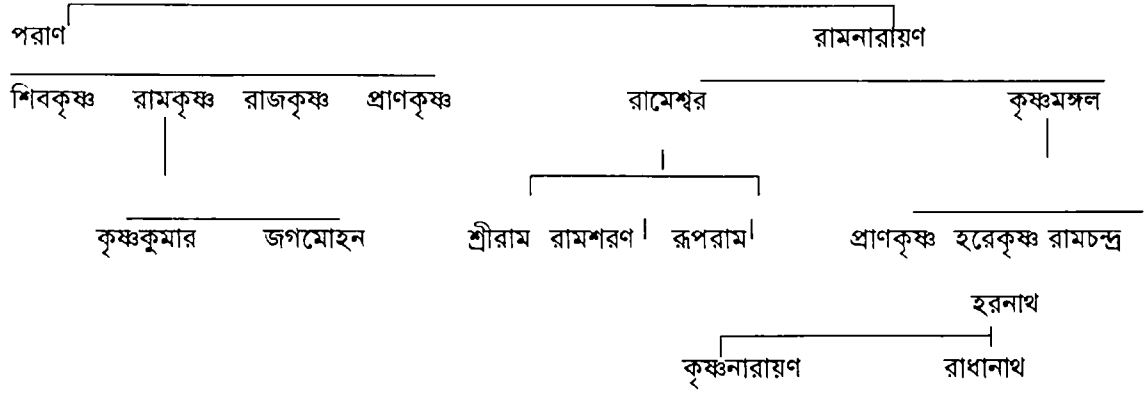 পরাণ রামনারায়ণ
শিবকৃষ্ণ রামকৃষ্ণ রাজকৃষ্ণ প্রাণকৃষ্ণ রামেশ্বর কৃষ্ণমঙ্গল
কৃষ্ণকুমার জগমোহন শ্রীরাম রামশরণ রূপরাম প্রাণকৃষ্ণ হরেকৃষ্ণ রামচন্দ্র
হরনাথ
কৃষ্ণনারায়ণ রাধানাথ